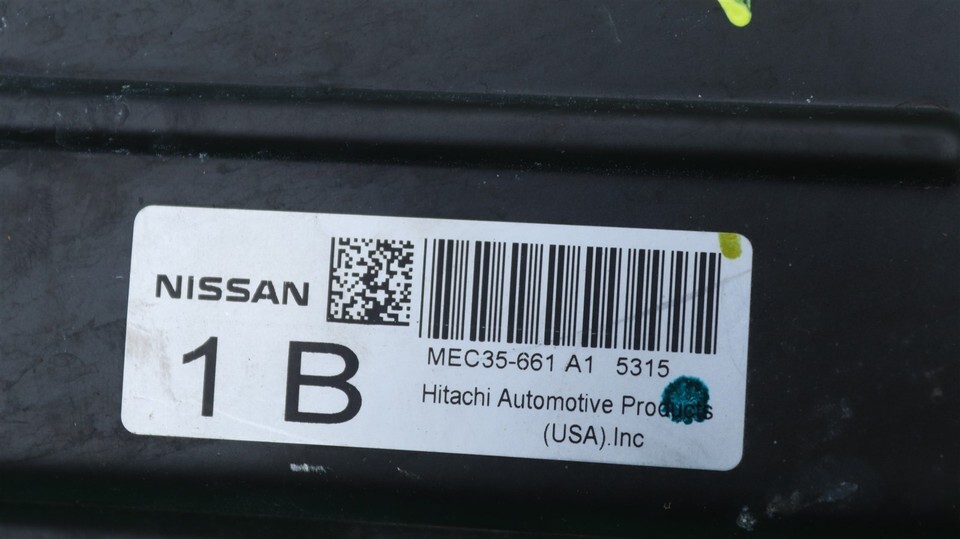 NISSAN
1 B
MEC35-661 A1 5315
Hitachi Automotive Products
(USA).Inc